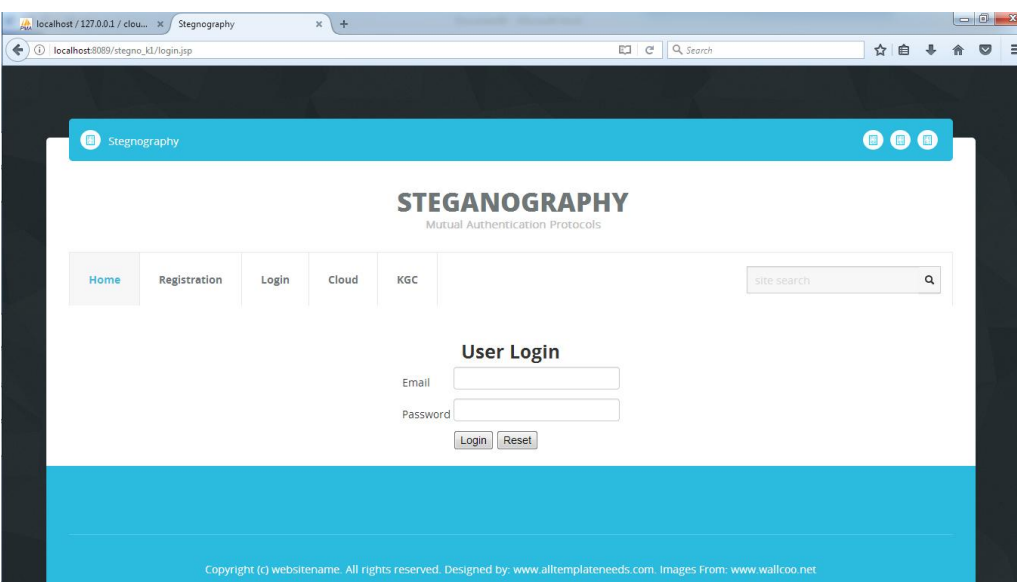 localhost / 127.0.0.1 / clou...
Stegnography
localhost:8089/stegno_k1/login.jsp
Search
Stegnography
STEGANOGRAPHY
Mutual Authentication Protocols
Home Registration Login Cloud KGC
site search
User Login
Email
Password
Login Reset
Copyright (c) websitename. All rights reserved. Designed by: www.alltemplateneeds.com. Images From: www.wallcoo.net